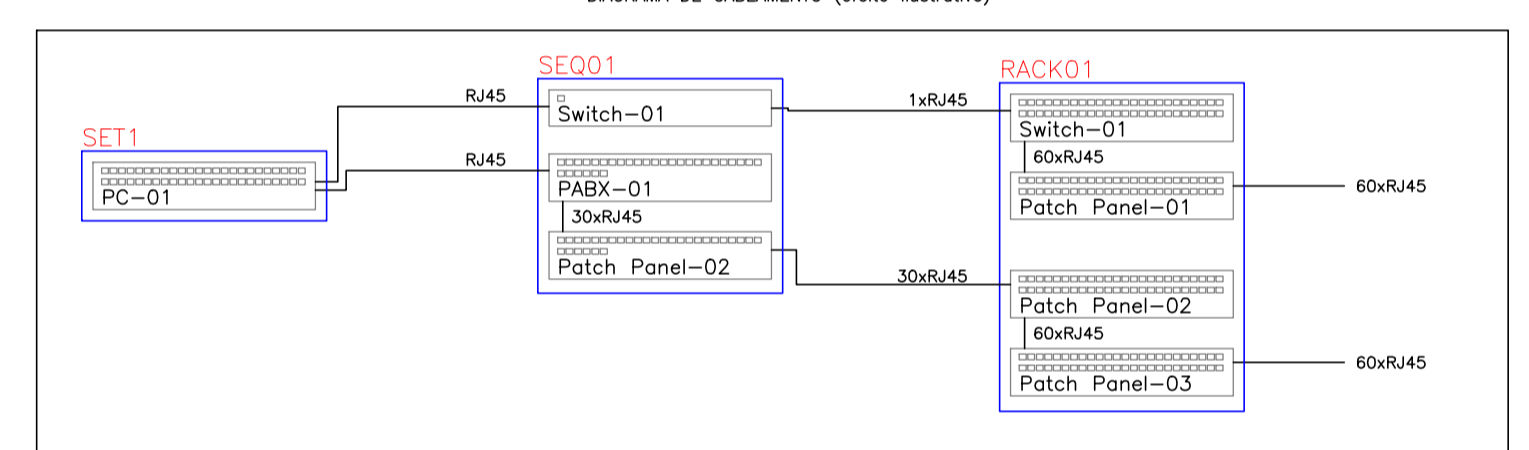 SET1
PC-01
RJ45
RJ45
SEQ01
Switch-01
PABX-01
30xRJ45
Patch Panel-02
1xRJ45
30xRJ45
RACK01
Switch-01
60xRJ45
Patch Panel-01
60xRJ45
Patch Panel-02
60xRJ45
Patch Panel-03
60xRJ45